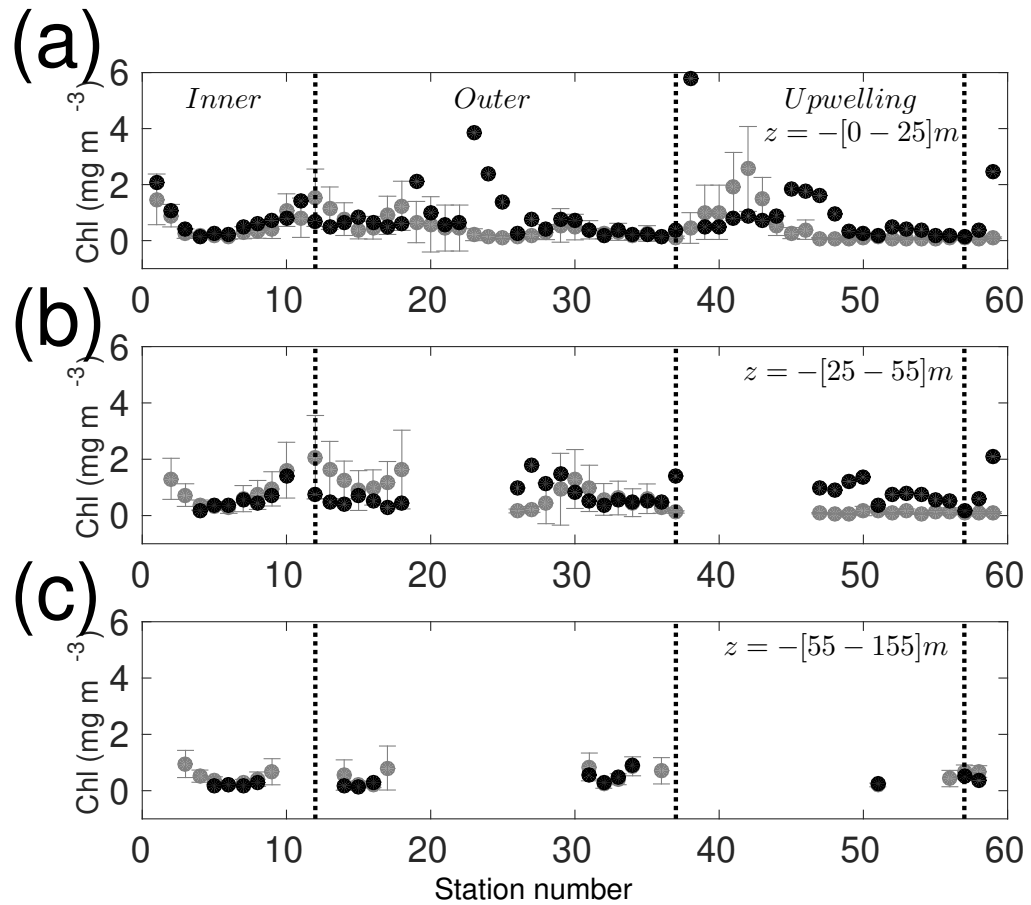 (a)
Chl (mg m -3)
6
4
2
0
Inner
Outer
Upwelling
z = −[0 − 25]m
0 10 20 30 40 50 60
(b)
Chl (mg m -3)
6
4
2
0
z = −[25 − 55]m
0 10 20 30 40 50 60
(c)
Chl (mg m -3)
6
4
2
0
z = −[55 − 155]m
0 10 20 30 40 50 60
Station number